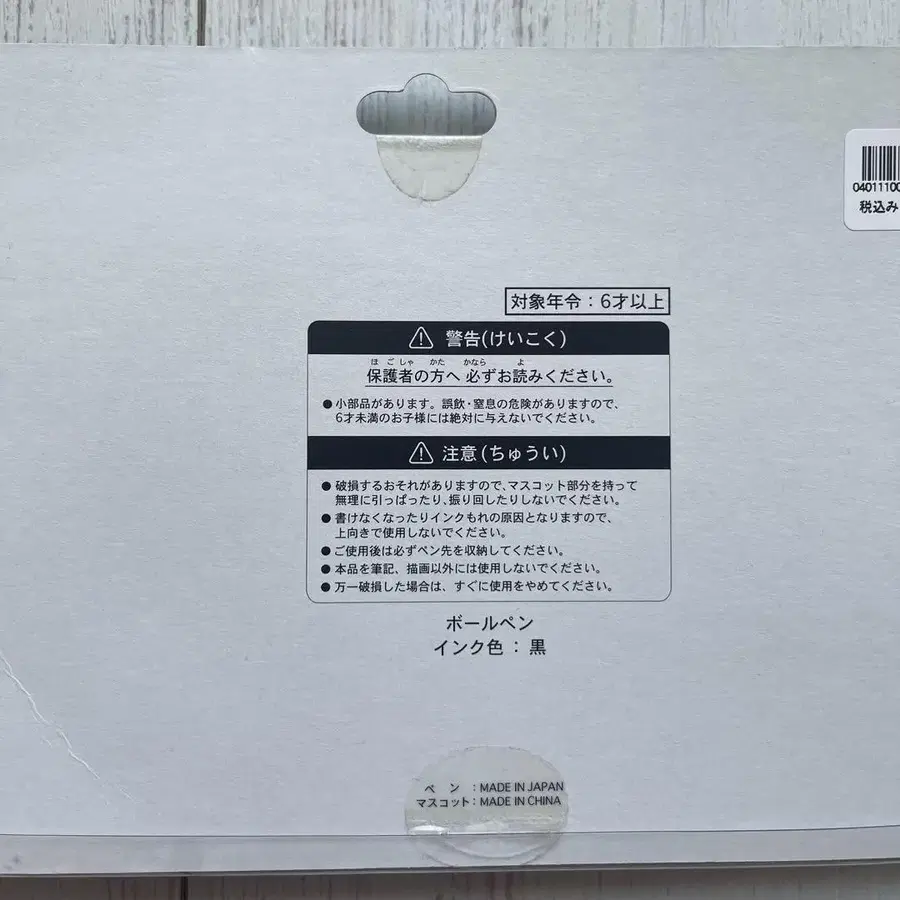 04011100
税込み
対象年令：6才以上
警告(けいこく)
ほごしゃ かた かなら よ
保護者の方へ 必ずお読みください。
●小部品があります。誤飲・窒息の危険がありますので、
6才未満のお子様には絶対に与えないでください。
注意(ちゅうい)
●破損するおそれがありますので、マスコット部分を持って
無理に引っぱったり、振り回したりしないでください。
●書けなくなったりインクもれの原因となりますので、
上向きで使用しないでください。
●ご使用後は必ずペン先を収納してください。
●本品を筆記、描画以外には使用しないでください。
●万一破損した場合は、すぐに使用をやめてください。
ボールペン
インク色：黒
ペン：MADE IN JAPAN
マスコット：MADE IN CHINA